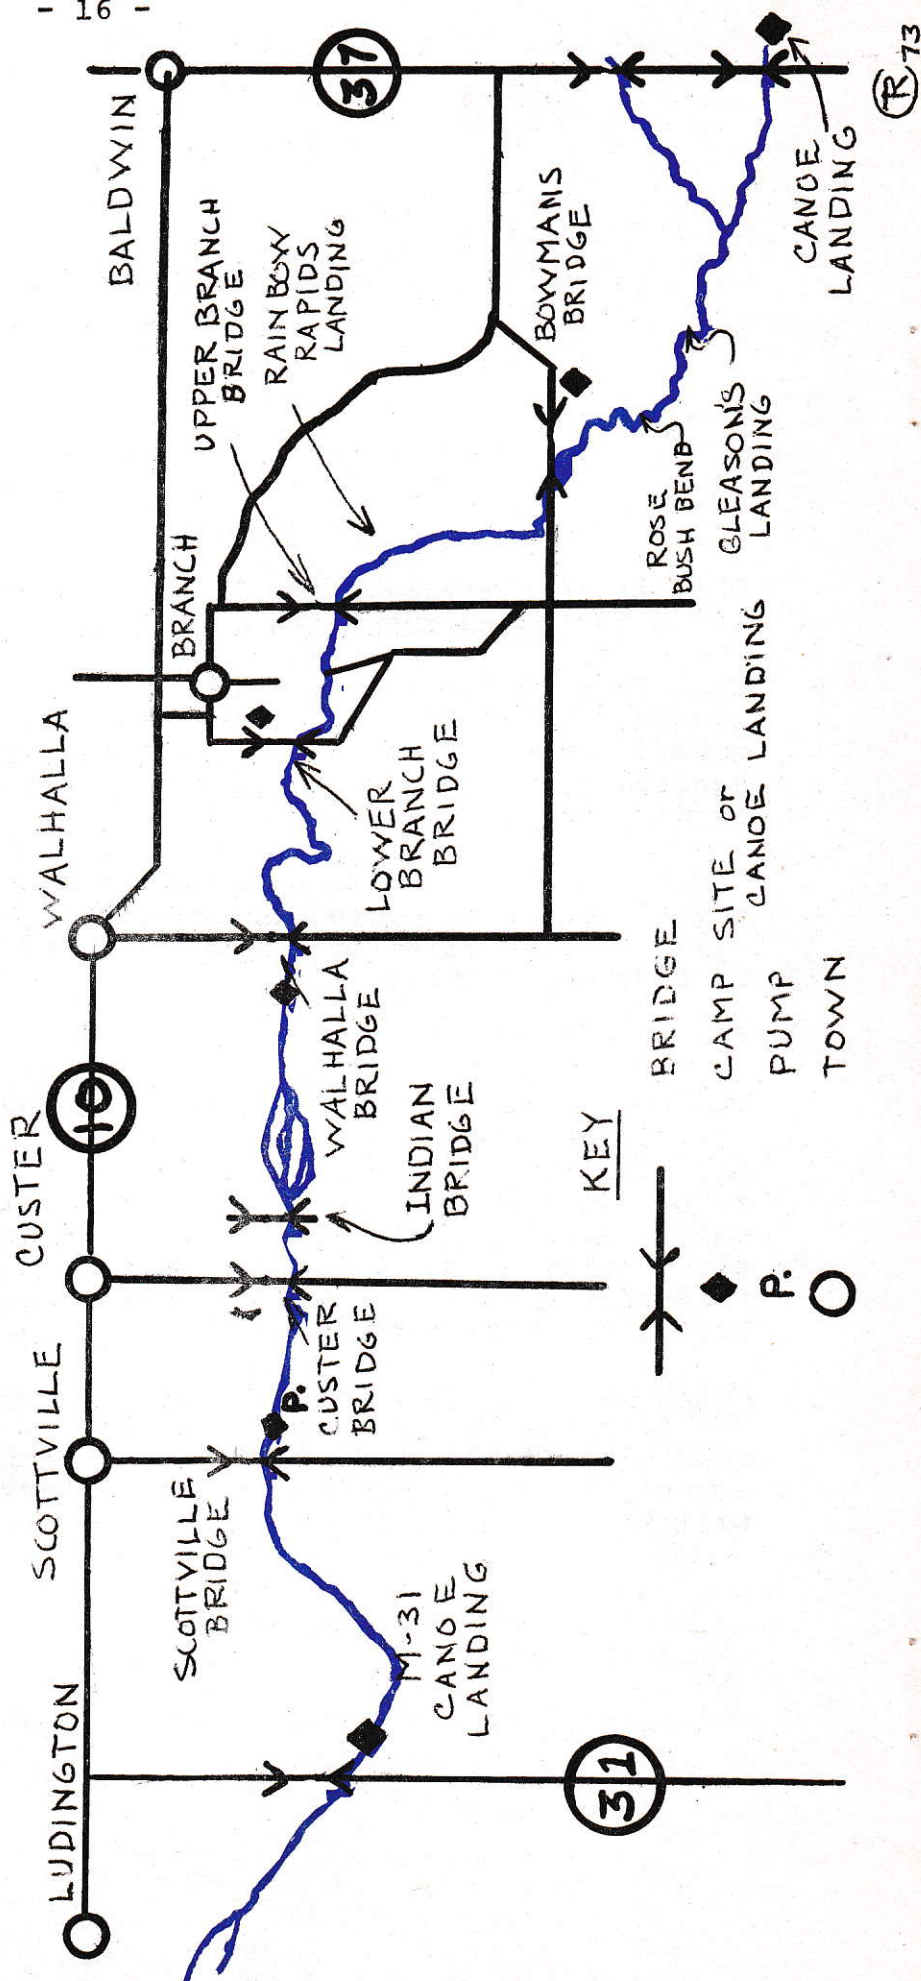 - 16 -
LUDINGTON
SCOTTVILLE
CUSTER
10
WALHALLA
BRANCH
BALDWIN
37
31
M-31
CANOE
LANDING
SCOTTVILLE
BRIDGE
P.
CUSTER
BRIDGE
INDIAN
BRIDGE
WALHALLA
BRIDGE
LOWER
BRANCH
BRIDGE
UPPER BRANCH
BRIDGE
RAINBOW
RAPIDS
LANDING
BOWMANS
BRIDGE
ROSE
BUSH BEND
GLEASON'S
LANDING
CANOE
LANDING
KEY
BRIDGE
CAMP SITE or
CANOE LANDING
P. PUMP
TOWN
R 73